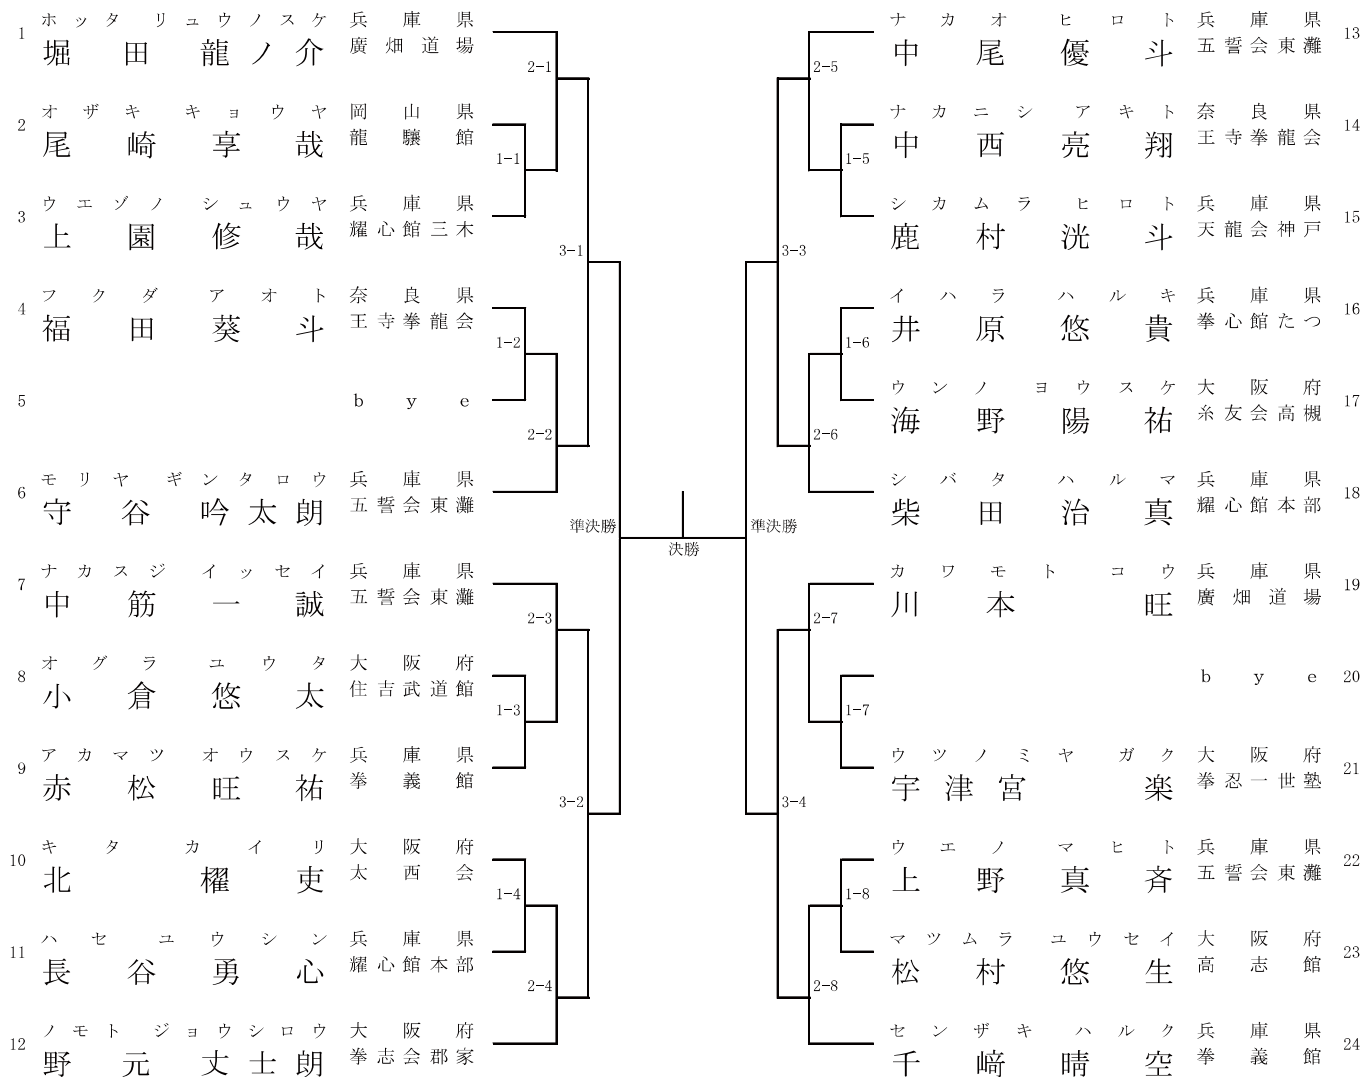 1 ホッタ リュウノスケ 兵庫県
堀田 龍ノ介 廣畑道場
2-1
2 オザキ キョウヤ 岡山県
尾崎 享哉 龍驤館
1-1
3 ウエゾノ シュウヤ 兵庫県
上園 修哉 耀心館三木
3-1
4 フクダ アオト 奈良県
福田 葵斗 王寺拳龍会
1-2
5 bye
2-2
6 モリヤ ギンタロウ 兵庫県
守谷 吟太朗 五誓会東灘
準決勝
7 ナカスジ イッセイ 兵庫県
中筋 一誠 五誓会東灘
2-3
8 オグラ ユウタ 大阪府
小倉 悠太 住吉武道館
1-3
9 アカマツ オウスケ 兵庫県
赤松 旺祐 拳義館
3-2
10 キタ カイリ 大阪府
北 櫂吏 太西会
1-4
11 ハセ ユウシン 兵庫県
長谷 勇心 耀心館本部
2-4
12 ノモト ジョウシロウ 大阪府
野元 丈士朗 拳志会郡家
決勝
ナカオ ヒロト 兵庫県 13
中尾 優斗 五誓会東灘
2-5
ナカニシ アキト 奈良県 14
中西 亮翔 王寺拳龍会
1-5
シカムラ ヒロト 兵庫県 15
鹿村 洸斗 天龍会神戸
3-3
イハラ ハルキ 兵庫県 16
井原 悠貴 拳心館たつ
1-6
ウンノ ヨウスケ 大阪府 17
海野 陽祐 糸友会高槻
2-6
シバタ ハルマ 兵庫県 18
柴田 治真 耀心館本部
準決勝
カワモト コウ 兵庫県 19
川本 旺 廣畑道場
2-7
bye 20
1-7
ウツノミヤ ガク 大阪府 21
宇津宮 楽 拳忍一世塾
3-4
ウエノ マヒト 兵庫県 22
上野 真斉 五誓会東灘
1-8
マツムラ ユウセイ 大阪府 23
松村 悠生 高志館
2-8
センザキ ハルク 兵庫県 24
千﨑 晴空 拳義館